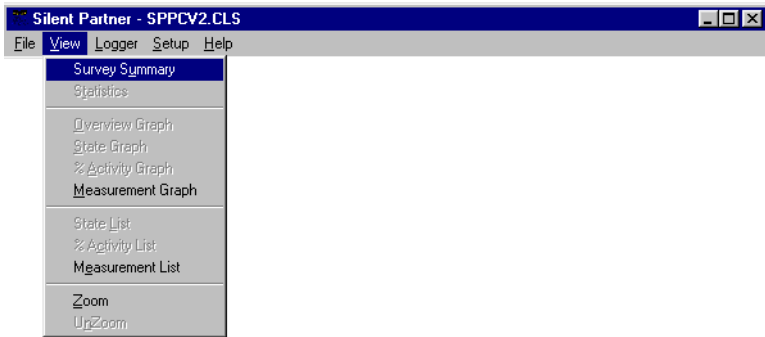 Silent Partner - SPPCV2.CLS
File View Logger Setup Help
Survey Summary
Statistics
Overview Graph
State Graph
% Activity Graph
Measurement Graph
State List
% Activity List
Measurement List
Zoom
UnZoom